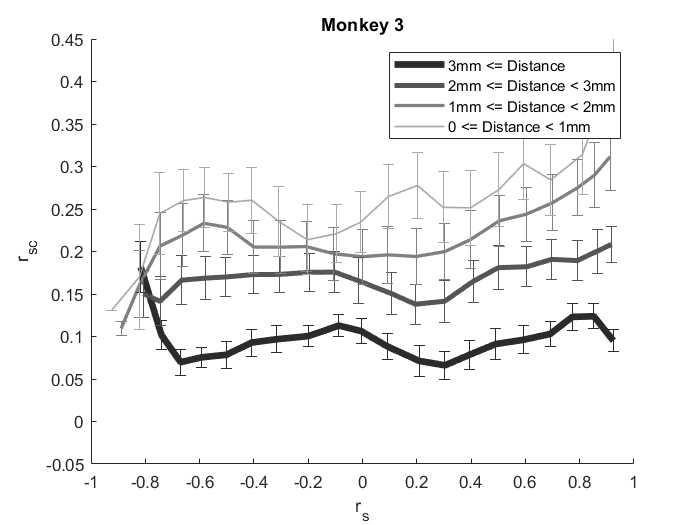 Monkey 3
0.45
0.4
0.35
0.3
0.25
0.2
0.15
0.1
0.05
0
-0.05
r_sc
3mm <= Distance
2mm <= Distance < 3mm
1mm <= Distance < 2mm
0 <= Distance < 1mm
-1 -0.8 -0.6 -0.4 -0.2 0 0.2 0.4 0.6 0.8 1
r_s